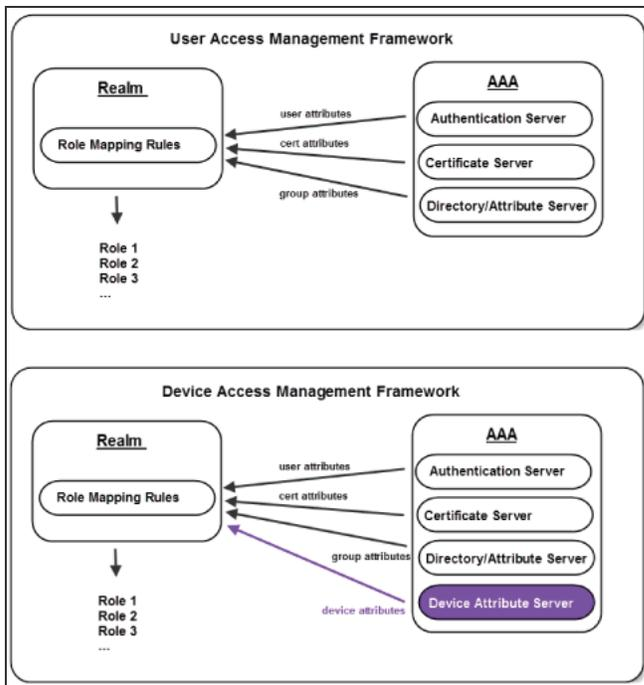 User Access Management Framework
Realm
Role Mapping Rules
Role 1
Role 2
Role 3
...
user attributes
cert attributes
group attributes
AAA
Authentication Server
Certificate Server
Directory/Attribute Server
Device Access Management Framework
Realm
Role Mapping Rules
Role 1
Role 2
Role 3
...
user attributes
cert attributes
group attributes
device attributes
AAA
Authentication Server
Certificate Server
Directory/Attribute Server
Device Attribute Server